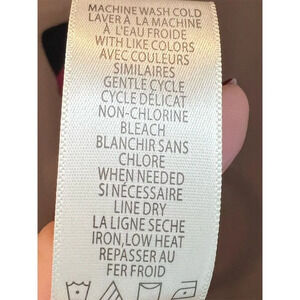 MACHINE WASH COLD
LAVER À LA MACHINE
À L'EAU FROIDE
WITH LIKE COLORS
AVEC COULEURS
SIMILAIRES
GENTLE CYCLE
CYCLE DÉLICAT
NON-CHLORINE
BLEACH
BLANCHIR SANS
CHLORE
WHEN NEEDED
SI NÉCESSAIRE
LINE DRY
LA LIGNE SECHE
IRON,LOW HEAT
REPASSER AU
FER FROID